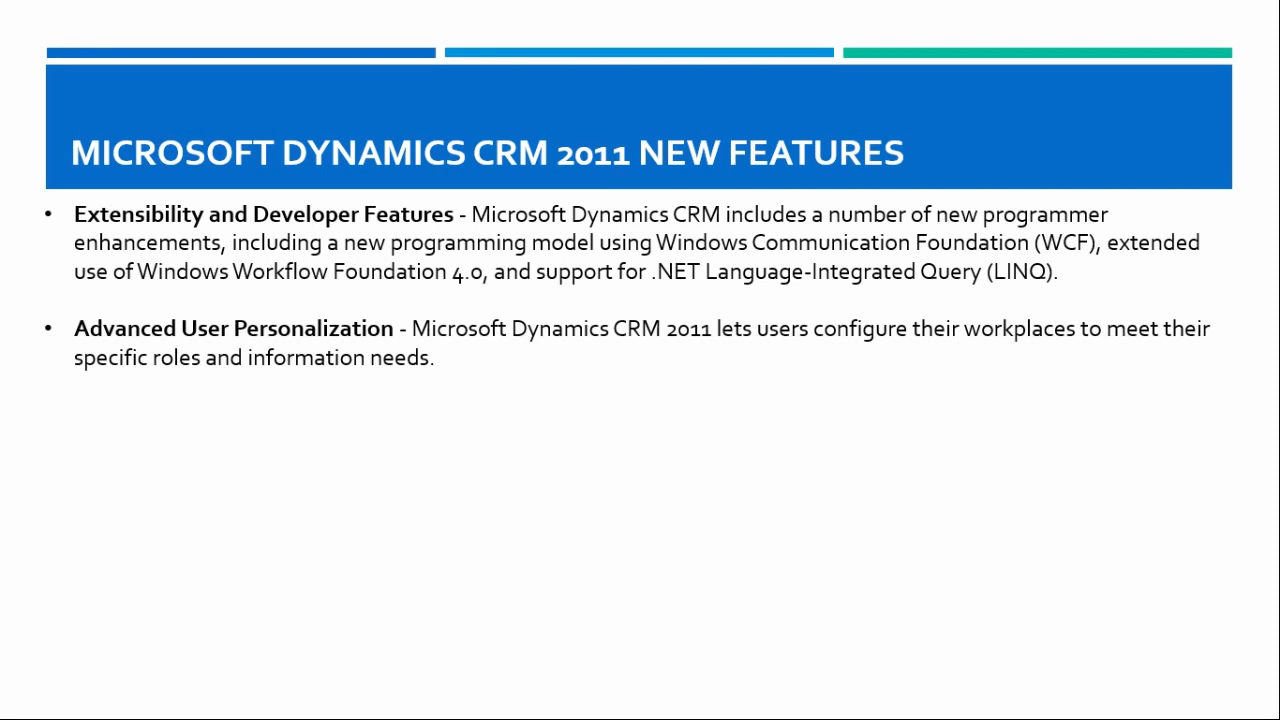 MICROSOFT DYNAMICS CRM 2011 NEW FEATURES
• Extensibility and Developer Features - Microsoft Dynamics CRM includes a number of new programmer
enhancements, including a new programming model using Windows Communication Foundation (WCF), extended
use of Windows Workflow Foundation 4.0, and support for .NET Language-Integrated Query (LINQ).
• Advanced User Personalization - Microsoft Dynamics CRM 2011 lets users configure their workplaces to meet their
specific roles and information needs.